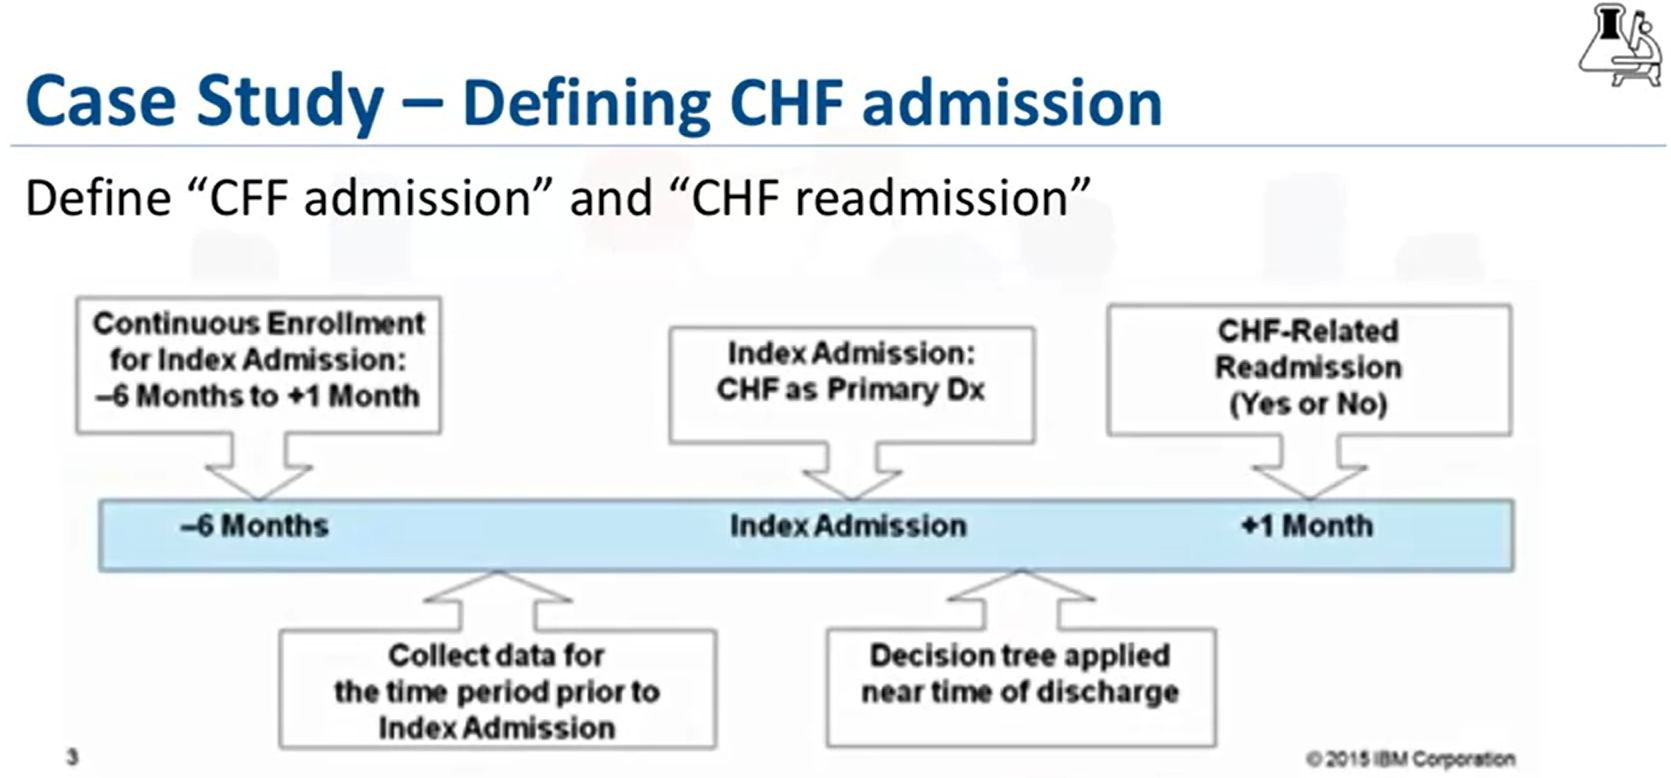 Case Study – Defining CHF admission
Define “CFF admission” and “CHF readmission”
Continuous Enrollment
for Index Admission:
–6 Months to +1 Month
Index Admission:
CHF as Primary Dx
CHF-Related
Readmission
(Yes or No)
–6 Months
Index Admission
+1 Month
Collect data for
the time period prior to
Index Admission
Decision tree applied
near time of discharge
3
© 2015 IBM Corporation